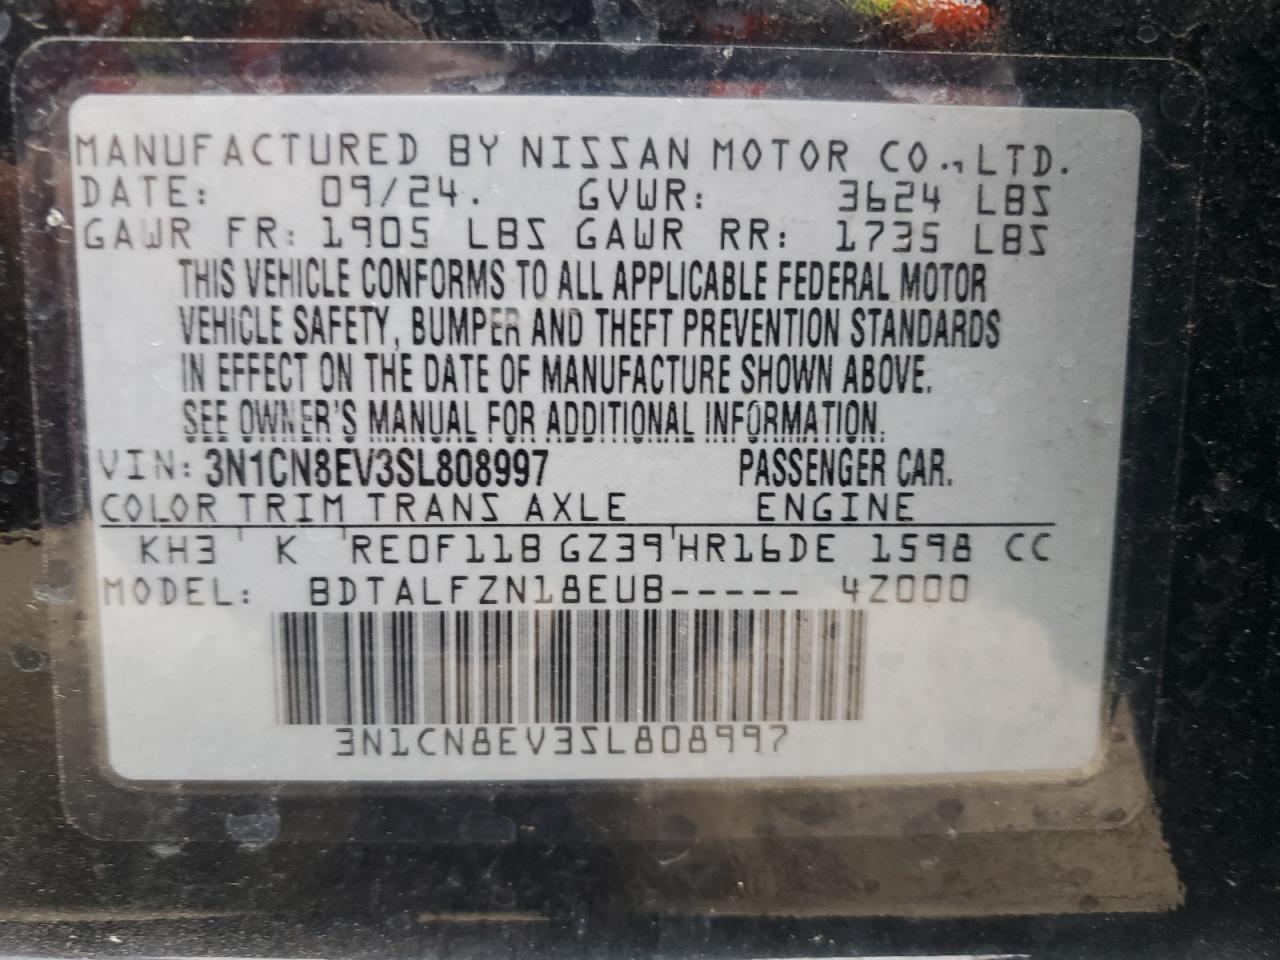 MANUFACTURED BY NISSAN MOTOR CO., LTD.
DATE: 09/24. GVWR: 3624 LBS
GAWR FR: 1905 LBS GAWR RR: 1735 LBS
THIS VEHICLE CONFORMS TO ALL APPLICABLE FEDERAL MOTOR
VEHICLE SAFETY, BUMPER AND THEFT PREVENTION STANDARDS
IN EFFECT ON THE DATE OF MANUFACTURE SHOWN ABOVE.
SEE OWNER'S MANUAL FOR ADDITIONAL INFORMATION.
VIN: 3N1CN8EV3SL808997 PASSENGER CAR.
COLOR TRIM TRANS AXLE ENGINE
KH3 ' K 'RE0F11B GZ39'HR16DE 1598 CC
MODEL: BDTALFZN18EUB----- 4Z000
3N1CN8EV3SL808997